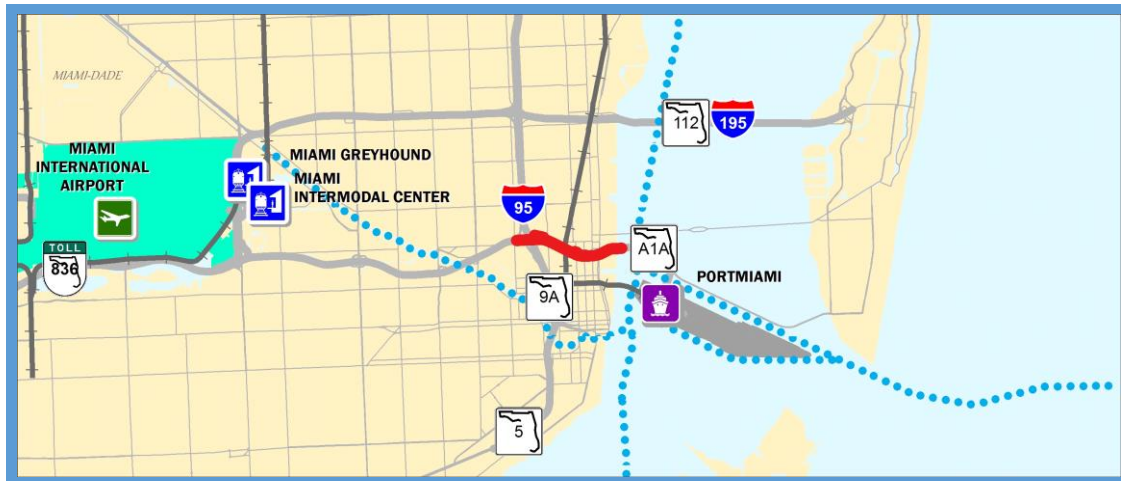 MIAMI-DADE
112
195
MIAMI
INTERNATIONAL
AIRPORT
MIAMI GREYHOUND
MIAMI
INTERMODAL CENTER
95
A1A
TOLL
836
9A
PORTMIAMI
5